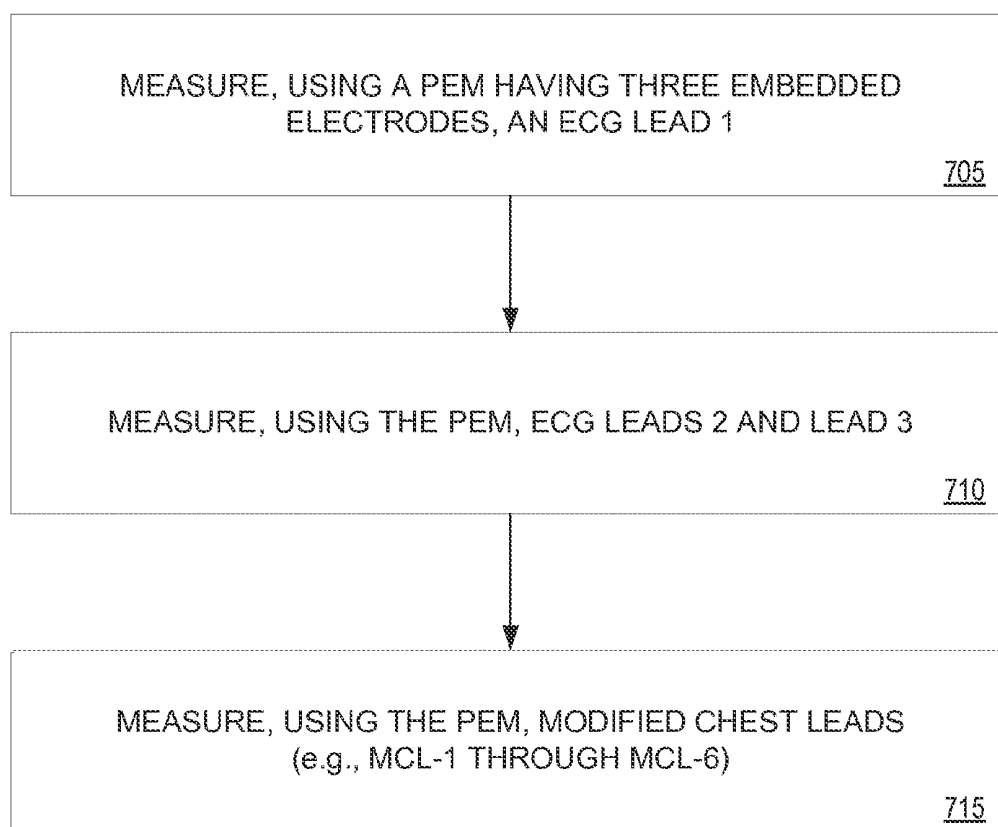 MEASURE, USING A PEM HAVING THREE EMBEDDED
ELECTRODES, AN ECG LEAD 1
705
MEASURE, USING THE PEM, ECG LEADS 2 AND LEAD 3
710
MEASURE, USING THE PEM, MODIFIED CHEST LEADS
(e.g., MCL-1 THROUGH MCL-6)
715